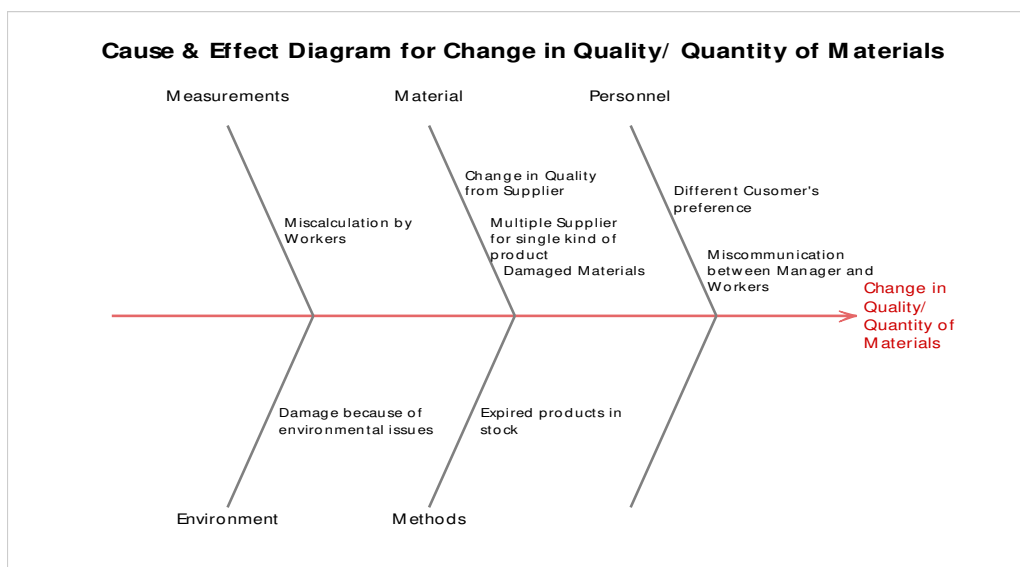 Cause & Effect Diagram for Change in Quality/ Quantity of Materials
Measurements
Material
Personnel
Change in Quality
from Supplier
Different Cusomer's
preference
Miscalculation by
Workers
Multiple Supplier
for single kind of
product
Damaged Materials
Miscommunication
between Manager and
Workers
Change in
Quality/
Quantity of
Materials
Damage because of
environmental issues
Expired products in
stock
Environment
Methods